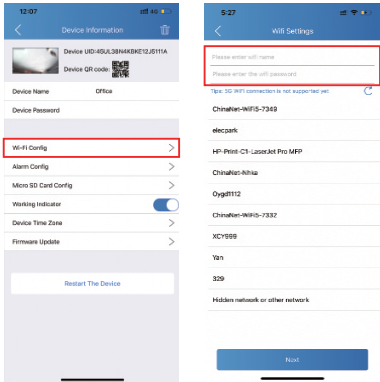 12:07
4G
Device Information
Device UID:4SUL38N4KBKE12JS111A
Device QR code:
Device Name Office
Device Password
Wi-Fi Config
Alarm Config
Micro SD Card Config
Working Indicator
Device Time Zone
Firmware Update
Restart The Device
5:27
Wifi Settings
Please enter wifi name
Please enter the wifi password
Tips: 5G WiFi connection is not supported yet
ChinaNet-WiFi5-7349
elecpark
HP-Print-C1-LaserJet Pro MFP
ChinaNet-Nhka
Oygd1112
ChinaNet-WiFi5-7332
XCY999
Yan
329
Hidden network or other network
Next